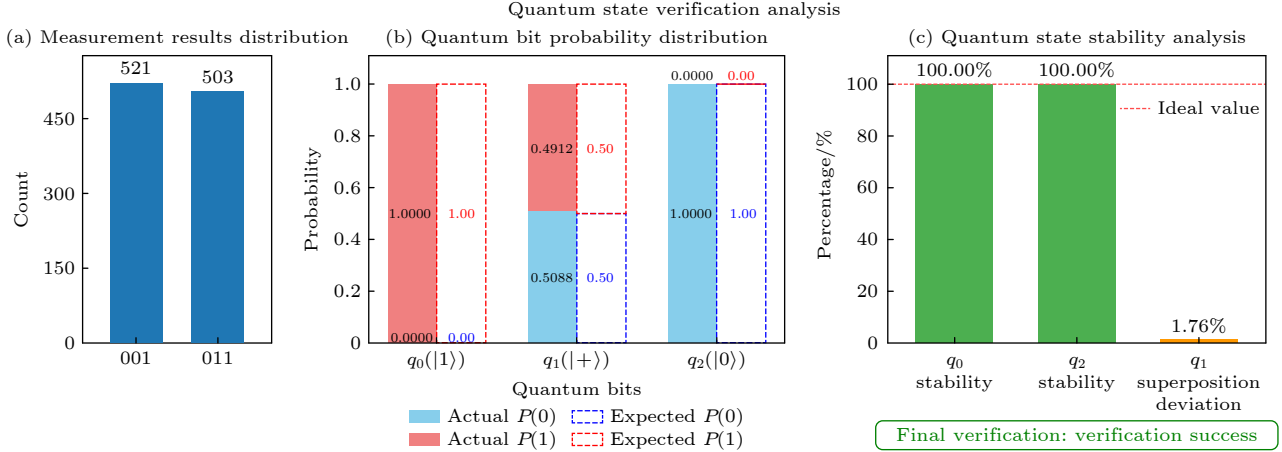 Quantum state verification analysis
(a) Measurement results distribution
521
503
450
300
150
0
Count
001
011
(b) Quantum bit probability distribution
1.0
0.8
0.6
0.4
0.2
0
Probability
1.0000
1.00
0.0000
0.00
0.4912
0.50
0.5088
0.50
0.0000
0.00
1.0000
1.00
q₀(|1⟩)
q₁(|+⟩)
q₂(|0⟩)
Quantum bits
Actual P(0)
Expected P(0)
Actual P(1)
Expected P(1)
(c) Quantum state stability analysis
100.00%
100.00%
Ideal value
1.76%
100
80
60
40
20
0
Percentage/%
q₀
stability
q₂
stability
q₁
superposition
deviation
Final verification: verification success